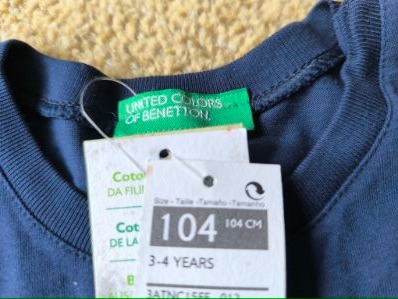 UNITED COLORS
OF BENETTON.
Coto
DA FILI
Cot
DE LA
B
Size - Taille - Tamaño - Tamanho
104 104 CM
3-4 YEARS